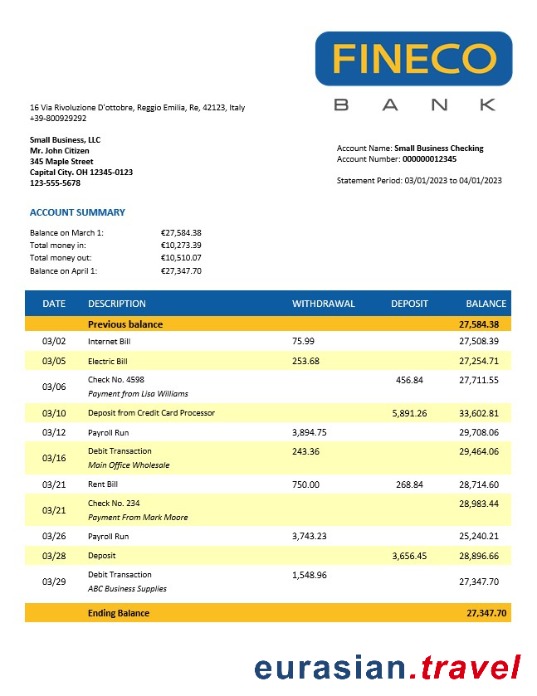 FINECO
BANK
16 Via Rivoluzione D'ottobre, Reggio Emilia, Re, 42123, Italy
+39-800929292
Small Business, LLC
Mr. John Citizen
345 Maple Street
Capital City. OH 12345-0123
123-555-5678
Account Name: Small Business Checking
Account Number: 000000012345
Statement Period: 03/01/2023 to 04/01/2023
ACCOUNT SUMMARY
Balance on March 1: €27,584.38
Total money in: €10,273.39
Total money out: €10,510.07
Balance on April 1: €27,347.70
DATE DESCRIPTION WITHDRAWAL DEPOSIT BALANCE
Previous balance 27,584.38
03/02 Internet Bill 75.99 27,508.39
03/05 Electric Bill 253.68 27,254.71
03/06 Check No. 4598 456.84 27,711.55
Payment from Lisa Williams
03/10 Deposit from Credit Card Processor 5,891.26 33,602.81
03/12 Payroll Run 3,894.75 29,708.06
03/16 Debit Transaction 243.36 29,464.06
Main Office Wholesale
03/21 Rent Bill 750.00 268.84 28,714.60
03/21 Check No. 234 28,983.44
Payment From Mark Moore
03/26 Payroll Run 3,743.23 25,240.21
03/28 Deposit 3,656.45 28,896.66
03/29 Debit Transaction 1,548.96 27,347.70
ABC Business Supplies
Ending Balance 27,347.70
eurasian.travel